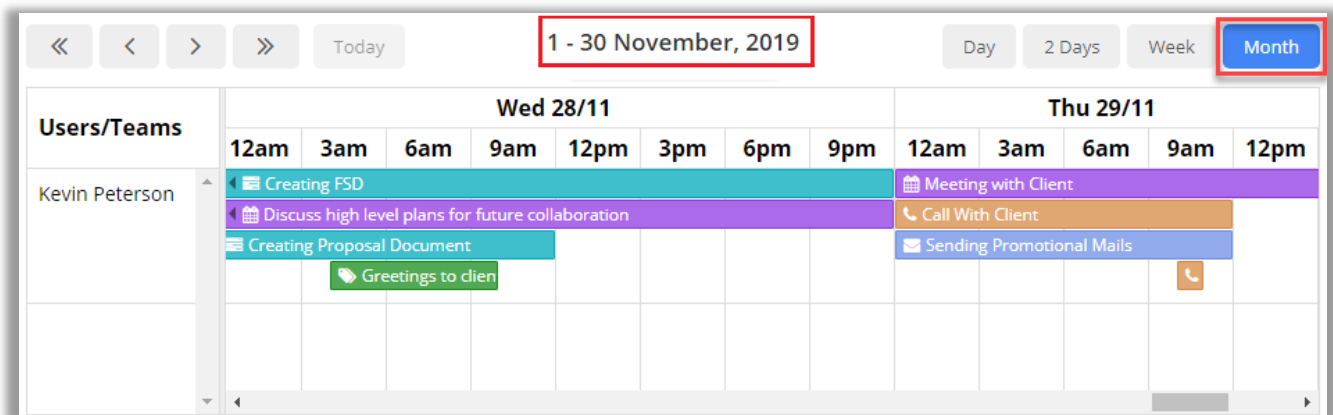 Today
1 - 30 November, 2019
Day
2 Days
Week
Month
Users/Teams
Wed 28/11
Thu 29/11
12am 3am 6am 9am 12pm 3pm 6pm 9pm 12am 3am 6am 9am 12pm
Kevin Peterson
Creating FSD
Meeting with Client
Discuss high level plans for future collaboration
Call With Client
Creating Proposal Document
Sending Promotional Mails
Greetings to clien